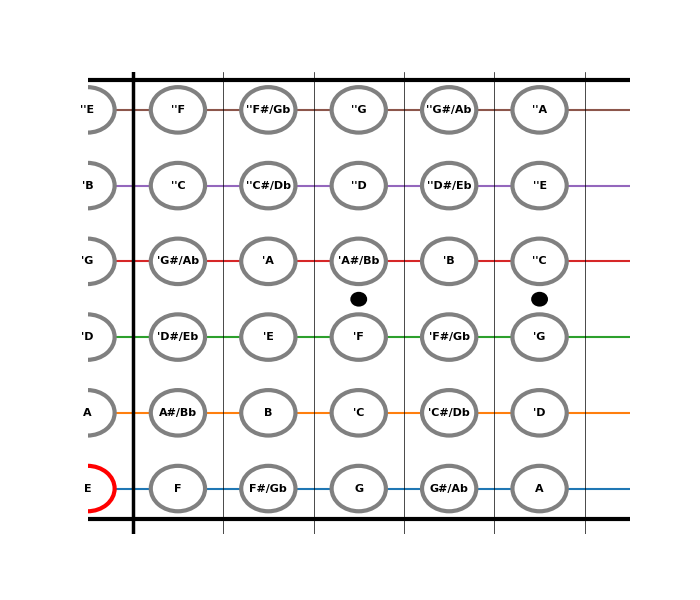 ''E ''F ''F#/Gb ''G ''G#/Ab ''A
'B ''C ''C#/Db ''D ''D#/Eb ''E
'G 'G#/Ab 'A 'A#/Bb 'B ''C
'D 'D#/Eb 'E 'F 'F#/Gb 'G
A A#/Bb B 'C 'C#/Db 'D
E F F#/Gb G G#/Ab A